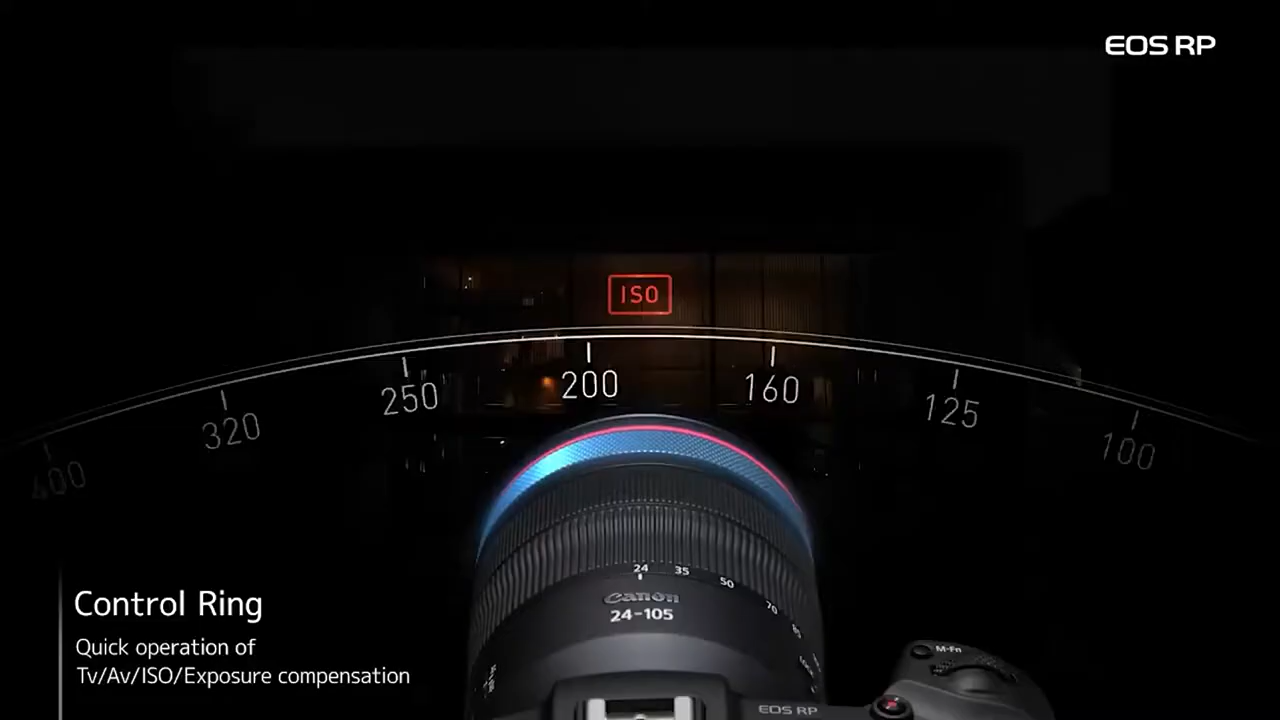 EOS RP
ISO
400 320 250 200 160 125 100
24 35 50 70
Canon
24-105
M-Fn
EOS RP
Control Ring
Quick operation of
Tv/Av/ISO/Exposure compensation